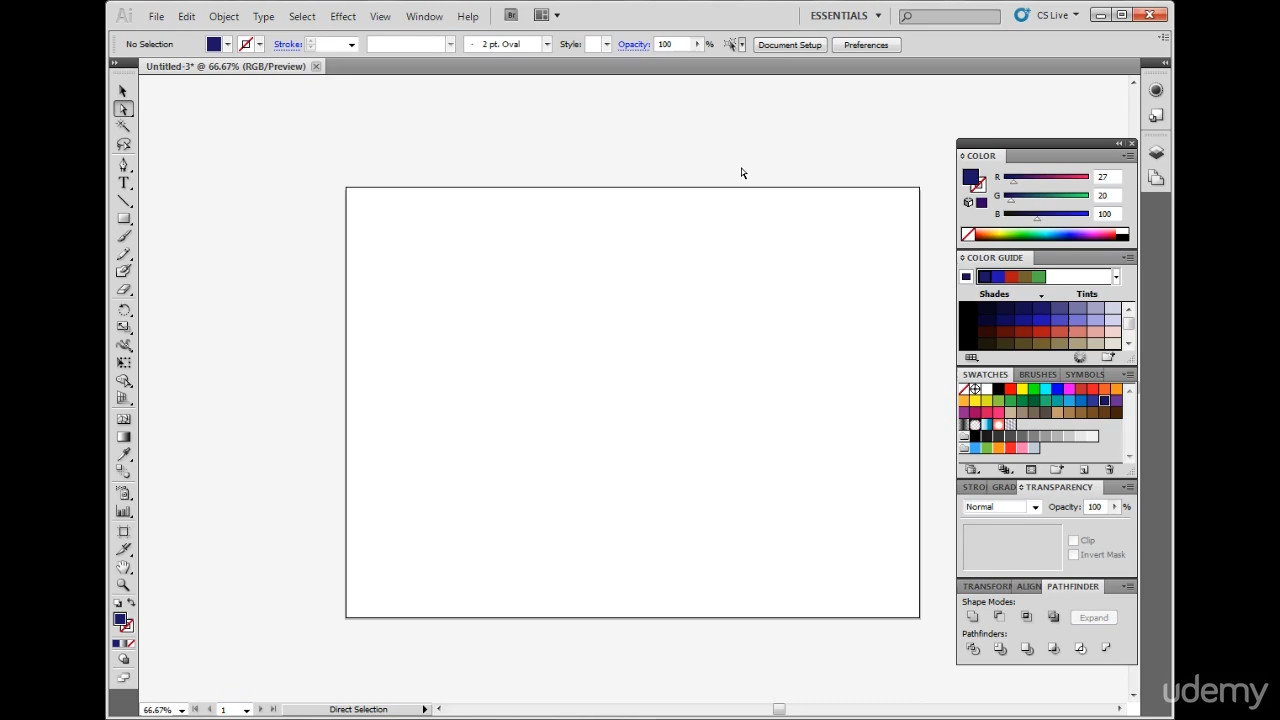 Ai File Edit Object Type Select Effect View Window Help Br ESSENTIALS CS Live
No Selection Stroke: 2 pt. Oval Style: Opacity: 100 % Document Setup Preferences
Untitled-3* @ 66.67% (RGB/Preview)
COLOR
R 27
G 20
B 100
COLOR GUIDE
Shades Tints
SWATCHES BRUSHES SYMBOLS
STRO GRAD TRANSPARENCY
Normal Opacity: 100 %
Clip
Invert Mask
TRANSFORM ALIGN PATHFINDER
Shape Modes:
Expand
Pathfinders:
66.67% 1 Direct Selection
udemy